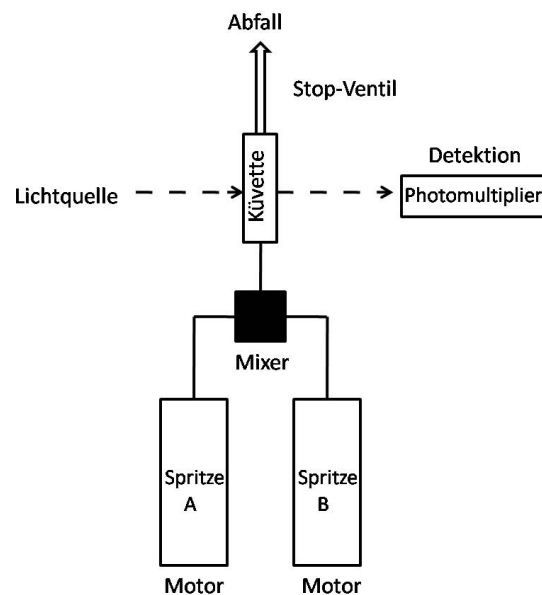 Abfall
Stop-Ventil
Küvette
Detektion
Lichtquelle
Photomultiplier
Mixer
Spritze
A
Spritze
B
Motor
Motor